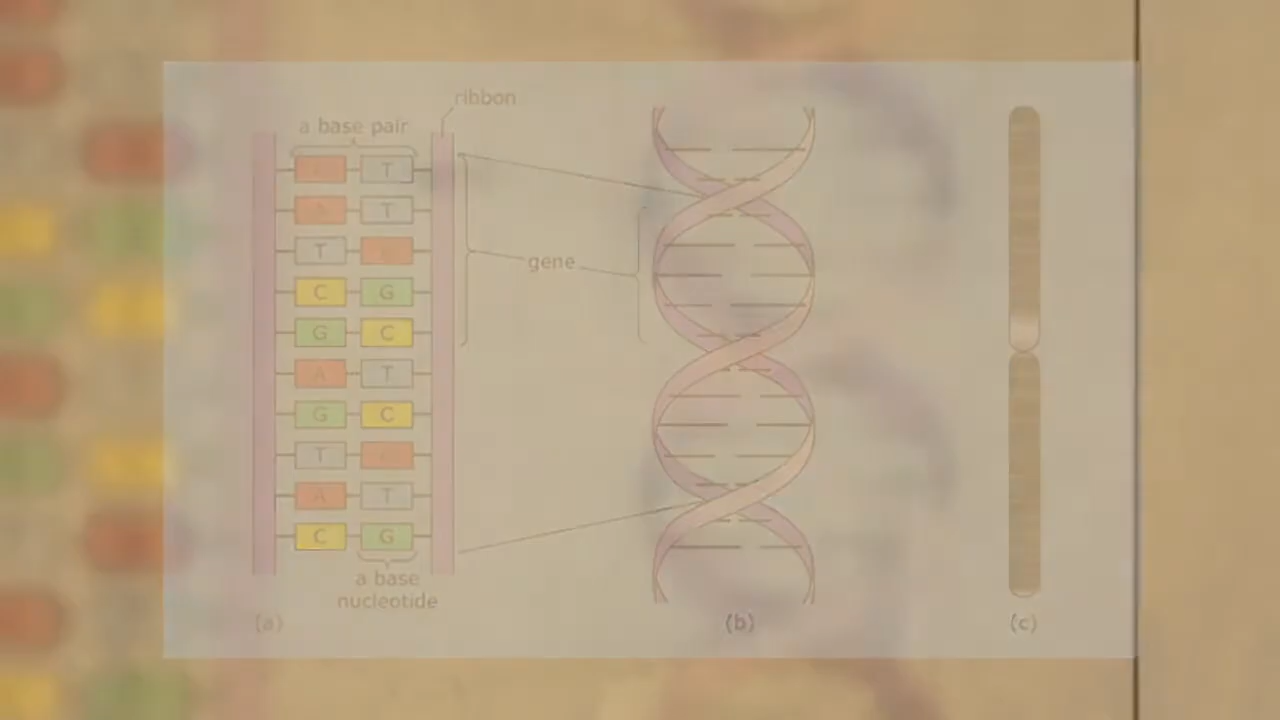 ribbon
a base pair
T
A T
T
C G
G C
A T
G C
T
A T
C G
gene
a base
nucleotide
(a)
(b)
(c)